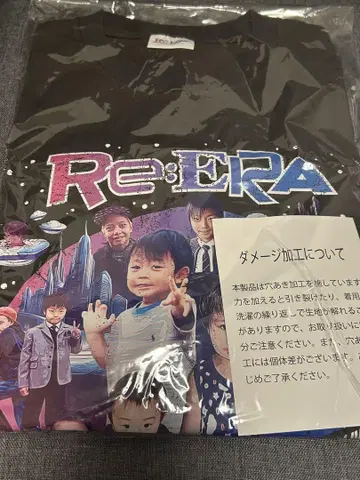 Re:ERA
ダメージ加工について
本製品は穴あき加工を施しています
力を加えると引き裂けたり、着用
洗濯の繰り返しで生地が解れるこ
がありますので、お取り扱いに
分ご注意ください。また、穴あ
工には個体差がございます。
じめご了承ください。